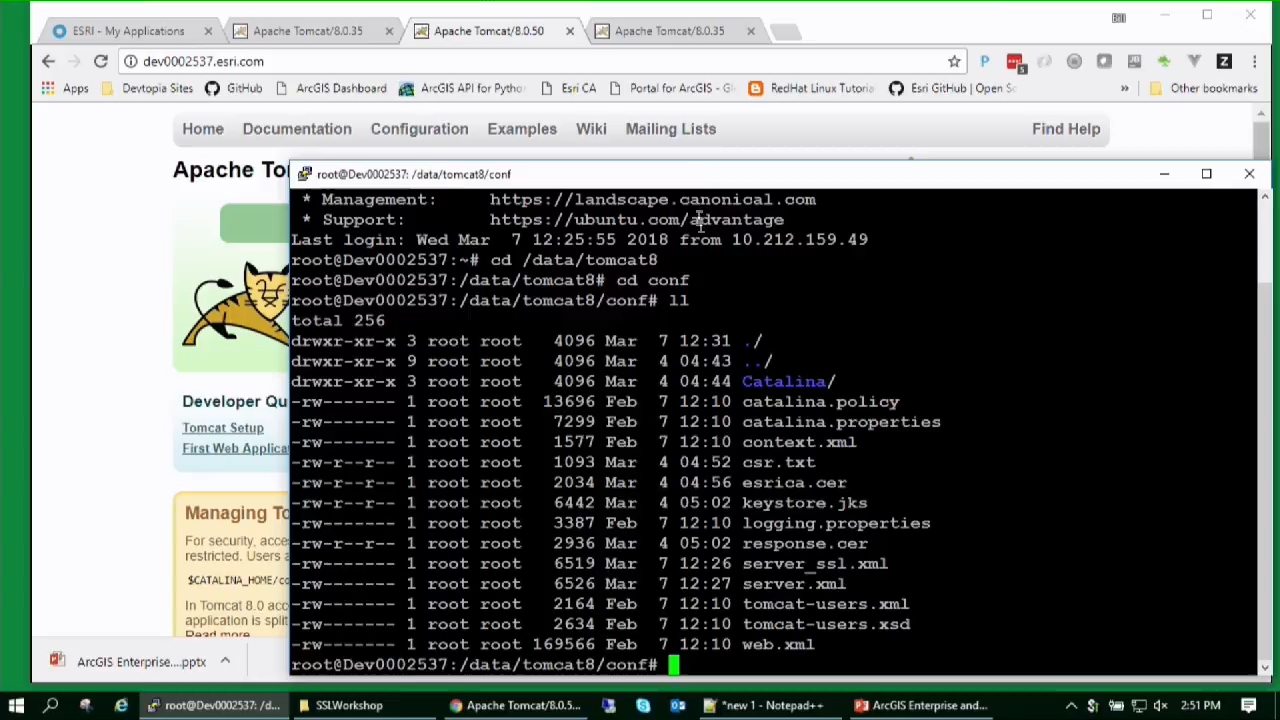 ESRI - My Applications
Apache Tomcat/8.0.35
Apache Tomcat/8.0.50
Apache Tomcat/8.0.35
dev0002537.esri.com
Apps
Devtopia Sites
GitHub
ArcGIS Dashboard
ArcGIS API for Pytho
Esri CA
Portal for ArcGIS - Gi
RedHat Linux Tutoria
Esri GitHub | Open S
»
Other bookmarks
Home Documentation Configuration Examples Wiki Mailing Lists Find Help
Apache To
root@Dev0002537: /data/tomcat8/conf
* Management: https://landscape.canonical.com
* Support: https://ubuntu.com/advantage
Last login: Wed Mar 7 12:25:55 2018 from 10.212.159.49
root@Dev0002537:~# cd /data/tomcat8
root@Dev0002537:/data/tomcat8# cd conf
root@Dev0002537:/data/tomcat8/conf# ll
total 256
drwxr-xr-x 3 root root 4096 Mar 7 12:31 ./
drwxr-xr-x 9 root root 4096 Mar 4 04:43 ../
drwxr-xr-x 3 root root 4096 Mar 4 04:44 Catalina/
-rw------- 1 root root 13696 Feb 7 12:10 catalina.policy
-rw------- 1 root root 7299 Feb 7 12:10 catalina.properties
-rw------- 1 root root 1577 Feb 7 12:10 context.xml
-rw-r--r-- 1 root root 1093 Mar 4 04:52 csr.txt
-rw-r--r-- 1 root root 2034 Mar 4 04:56 esrica.cer
-rw-r--r-- 1 root root 6442 Mar 4 05:02 keystore.jks
-rw------- 1 root root 3387 Feb 7 12:10 logging.properties
-rw-r--r-- 1 root root 2936 Mar 4 05:02 response.cer
-rw------- 1 root root 6519 Mar 7 12:26 server_ssl.xml
-rw------- 1 root root 6526 Mar 7 12:27 server.xml
-rw------- 1 root root 2164 Feb 7 12:10 tomcat-users.xml
-rw------- 1 root root 2634 Feb 7 12:10 tomcat-users.xsd
-rw------- 1 root root 169566 Feb 7 12:10 web.xml
root@Dev0002537:/data/tomcat8/conf#
Developer Qu
Tomcat Setup
First Web Applica
Managing To
For security, acce
restricted. Users a
$CATALINA_HOME/co
In Tomcat 8.0 acc
application is split
Read more
ArcGIS Enterprise....pptx
root@Dev0002537: /d...
SSLWorkshop
Apache Tomcat/8.0.5...
*new 1 - Notepad++
ArcGIS Enterprise and...
2:51 PM